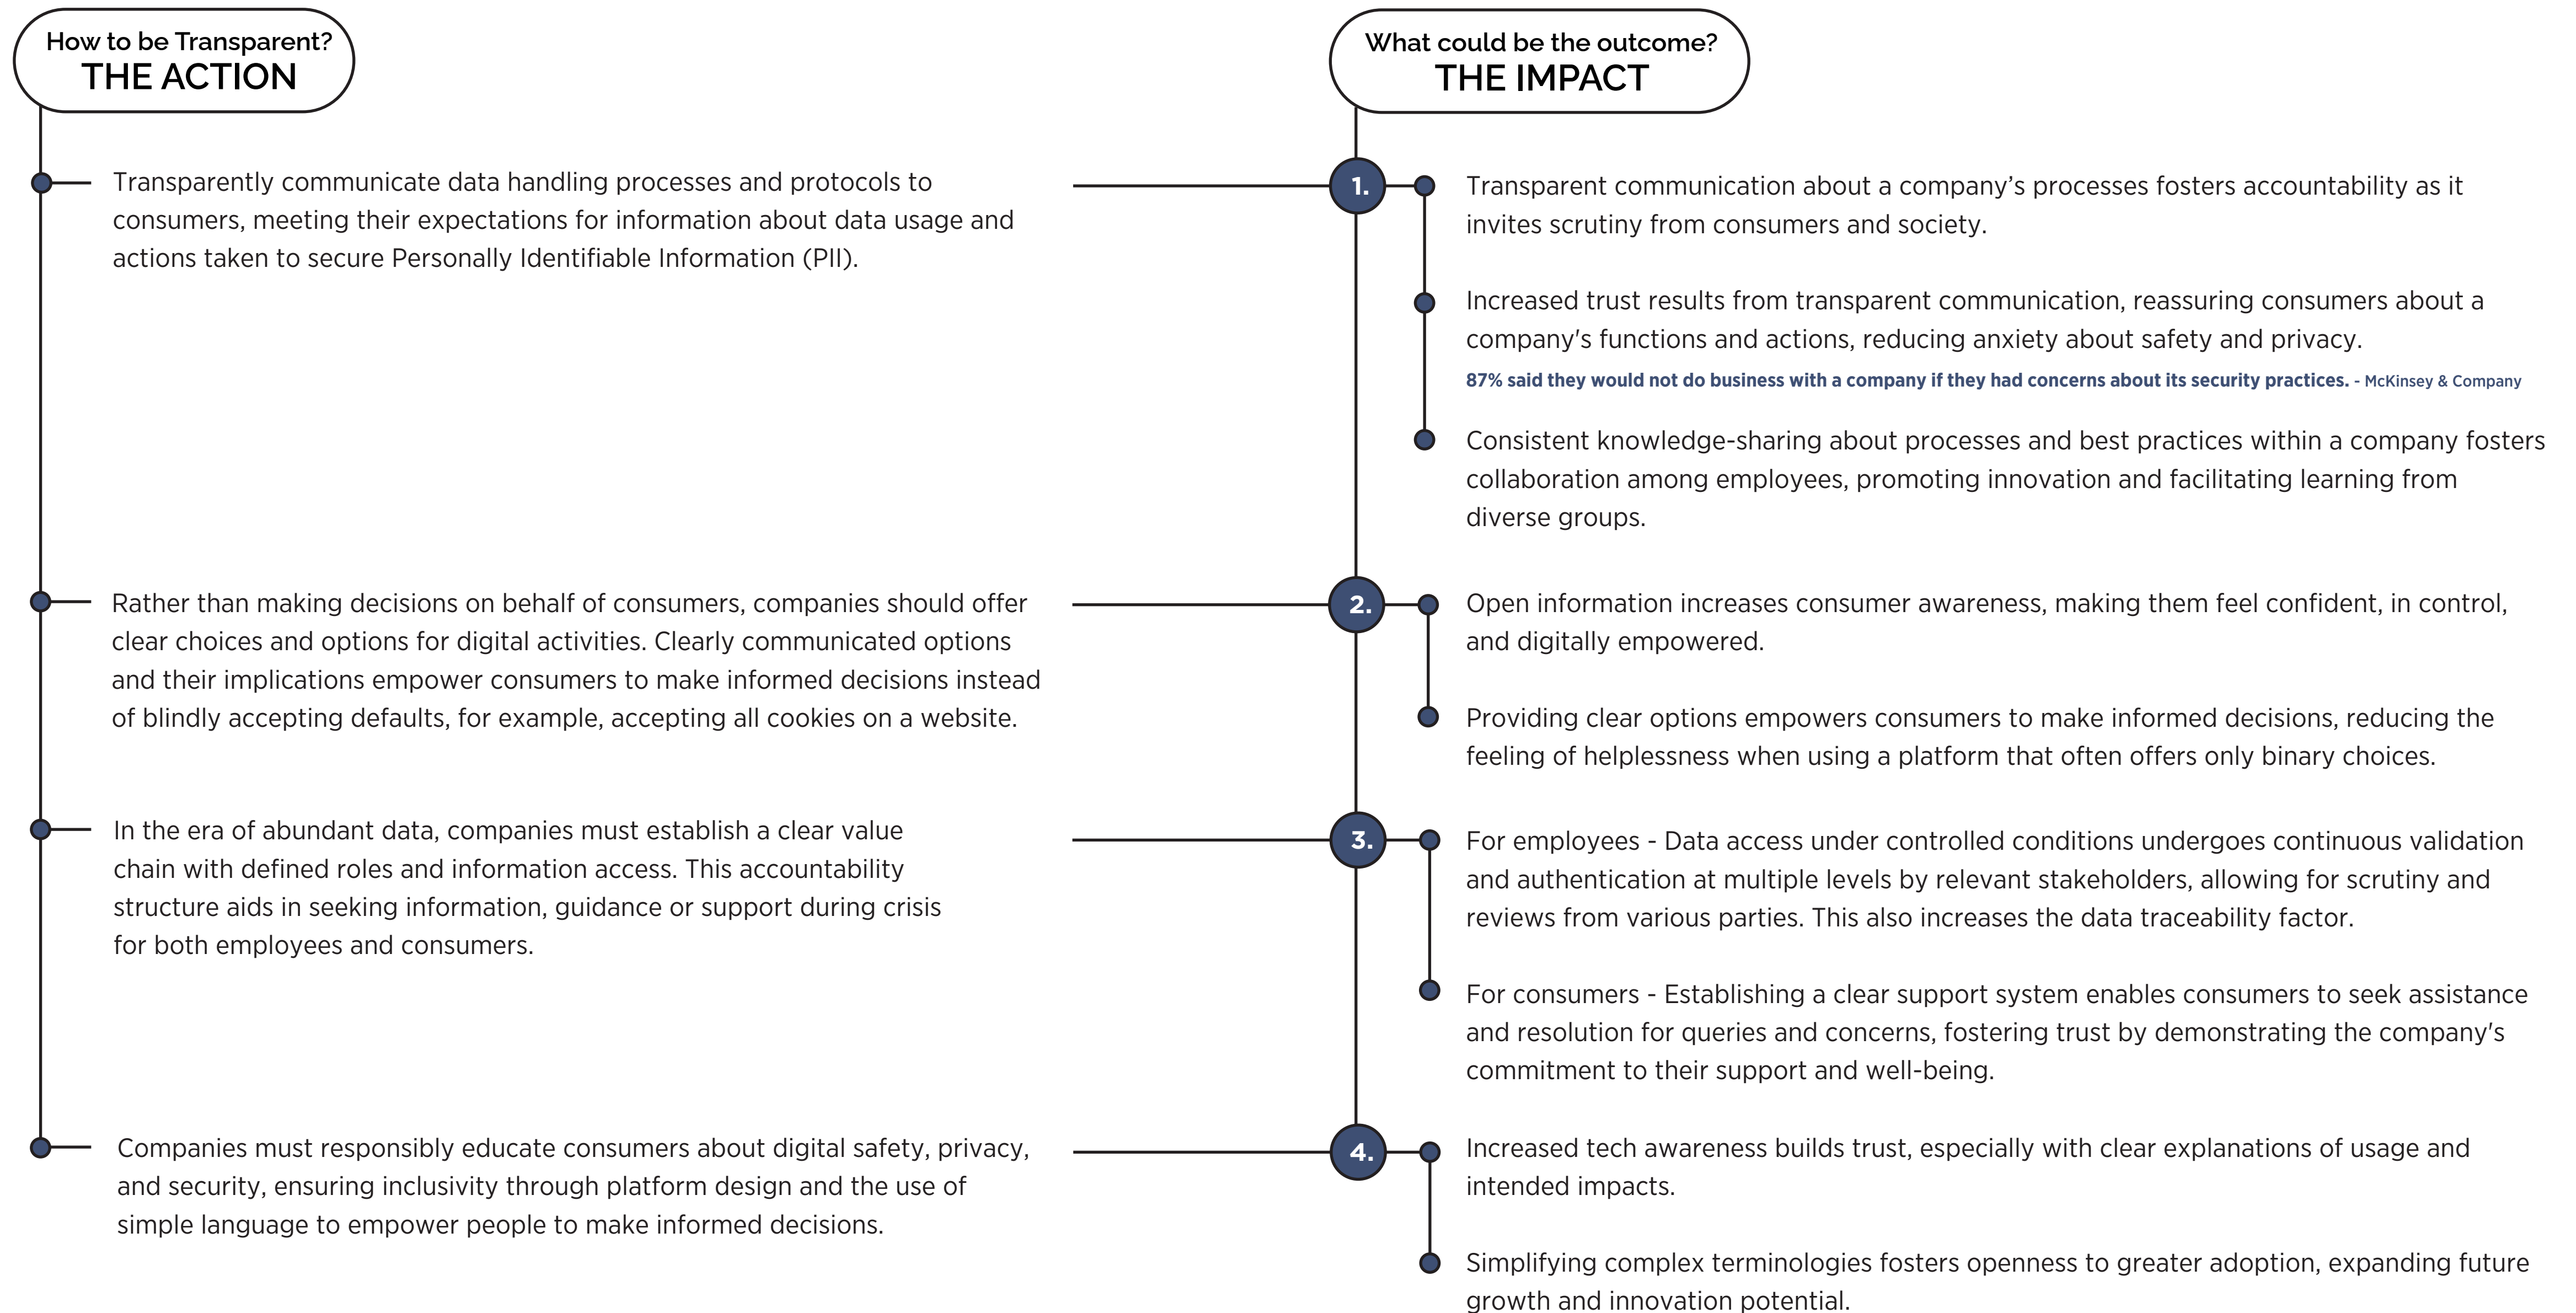 How to be Transparent?
THE ACTION
Transparently communicate data handling processes and protocols to
consumers, meeting their expectations for information about data usage and
actions taken to secure Personally Identifiable Information (PII).
Rather than making decisions on behalf of consumers, companies should offer
clear choices and options for digital activities. Clearly communicated options
and their implications empower consumers to make informed decisions instead
of blindly accepting defaults, for example, accepting all cookies on a website.
In the era of abundant data, companies must establish a clear value
chain with defined roles and information access. This accountability
structure aids in seeking information, guidance or support during crisis
for both employees and consumers.
Companies must responsibly educate consumers about digital safety, privacy,
and security, ensuring inclusivity through platform design and the use of
simple language to empower people to make informed decisions.
What could be the outcome?
THE IMPACT
1.
Transparent communication about a company’s processes fosters accountability as it
invites scrutiny from consumers and society.
Increased trust results from transparent communication, reassuring consumers about a
company's functions and actions, reducing anxiety about safety and privacy.
87% said they would not do business with a company if they had concerns about its security practices. - McKinsey & Company
Consistent knowledge-sharing about processes and best practices within a company fosters
collaboration among employees, promoting innovation and facilitating learning from
diverse groups.
2.
Open information increases consumer awareness, making them feel confident, in control,
and digitally empowered.
Providing clear options empowers consumers to make informed decisions, reducing the
feeling of helplessness when using a platform that often offers only binary choices.
3.
For employees - Data access under controlled conditions undergoes continuous validation
and authentication at multiple levels by relevant stakeholders, allowing for scrutiny and
reviews from various parties. This also increases the data traceability factor.
For consumers - Establishing a clear support system enables consumers to seek assistance
and resolution for queries and concerns, fostering trust by demonstrating the company's
commitment to their support and well-being.
4.
Increased tech awareness builds trust, especially with clear explanations of usage and
intended impacts.
Simplifying complex terminologies fosters openness to greater adoption, expanding future
growth and innovation potential.